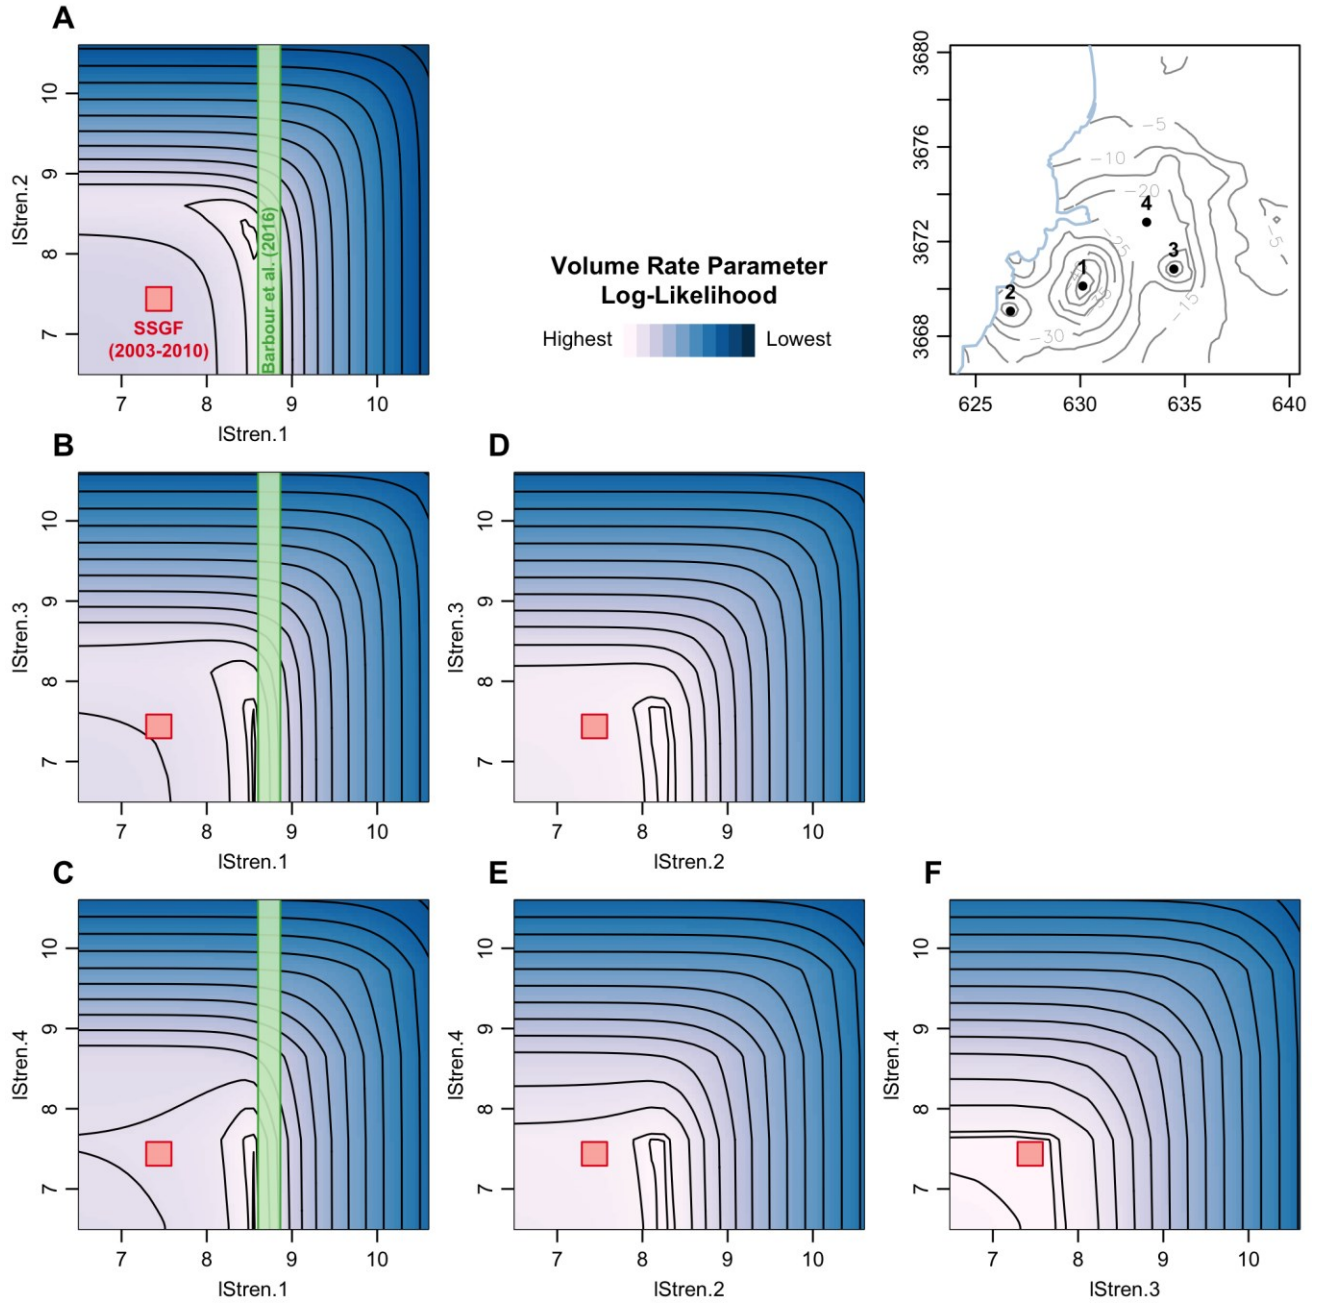 A
10
9
8
7
lStren.2
7 8 9 10
lStren.1
SSGF
(2003-2010)
Barbour et al. (2016)
Volume Rate Parameter
Log-Likelihood
Highest Lowest
3680
3676
3672
3668
625 630 635 640
-5
-10
-20
-25
-35
-30
-15
-5
1
2
3
4
B
10
9
8
7
lStren.3
7 8 9 10
lStren.1
D
10
9
8
7
lStren.3
7 8 9 10
lStren.2
C
10
9
8
7
lStren.4
7 8 9 10
lStren.1
E
10
9
8
7
lStren.4
7 8 9 10
lStren.2
F
10
9
8
7
lStren.4
7 8 9 10
lStren.3